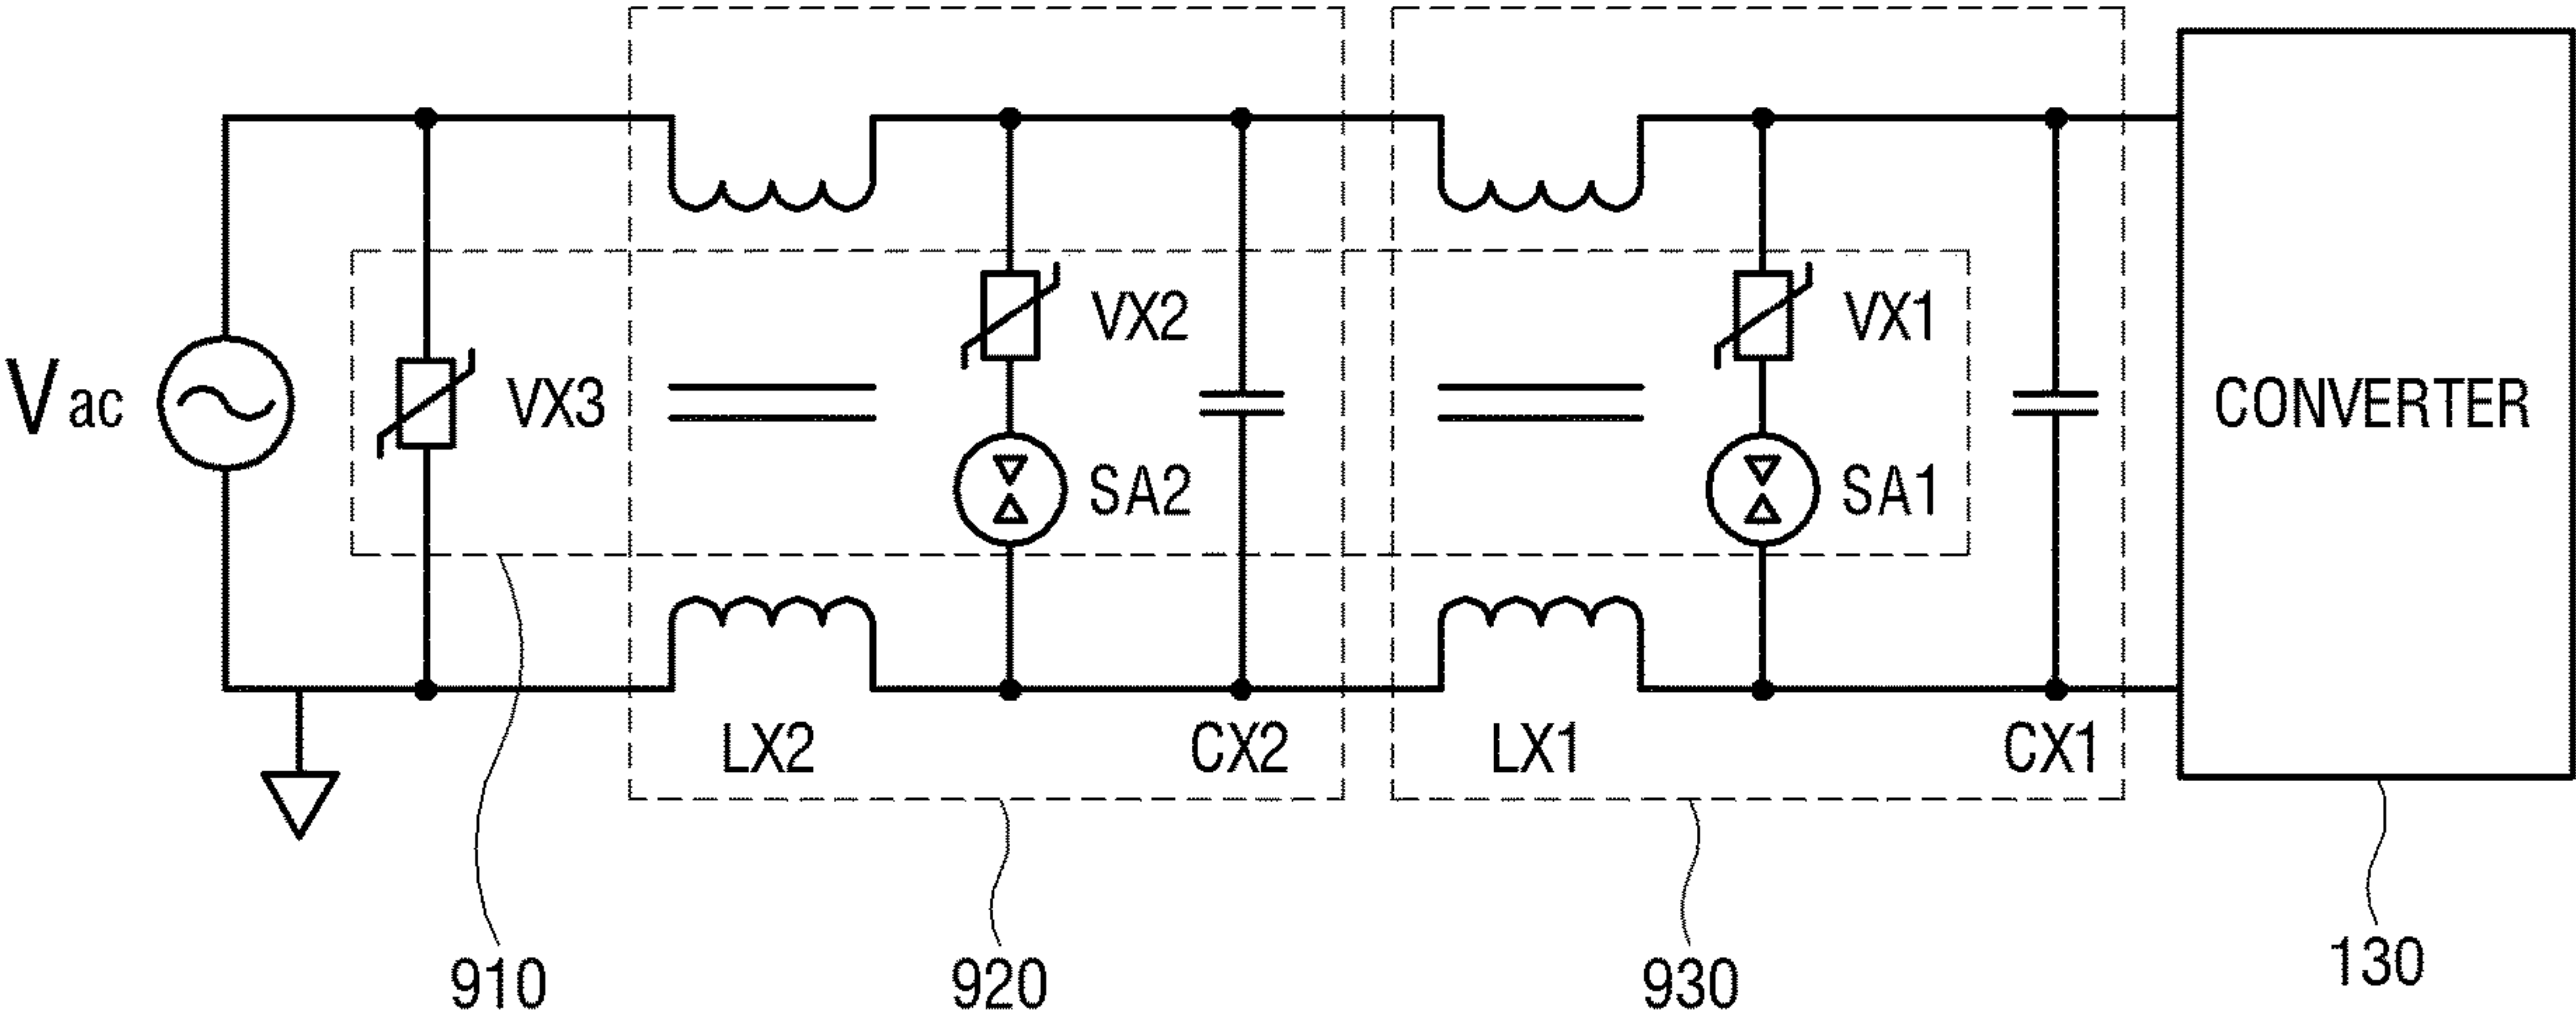 Vac
VX3
VX2
SA2
VX1
SA1
CONVERTER
LX2
CX2
LX1
CX1
910
920
930
130